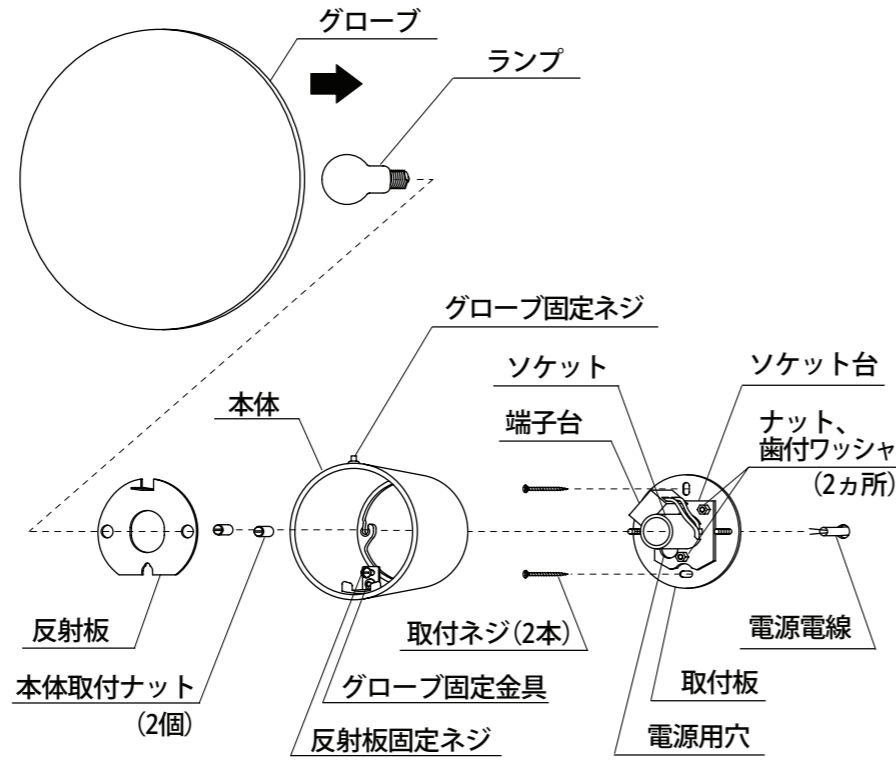 グローブ
ランプ
グローブ固定ネジ
ソケット
ソケット台
本体
端子台
ナット、
歯付ワッシャ
(2ヵ所)
反射板
取付ネジ(2本)
電源電線
本体取付ナット
(2個)
グローブ固定金具
取付板
反射板固定ネジ
電源用穴